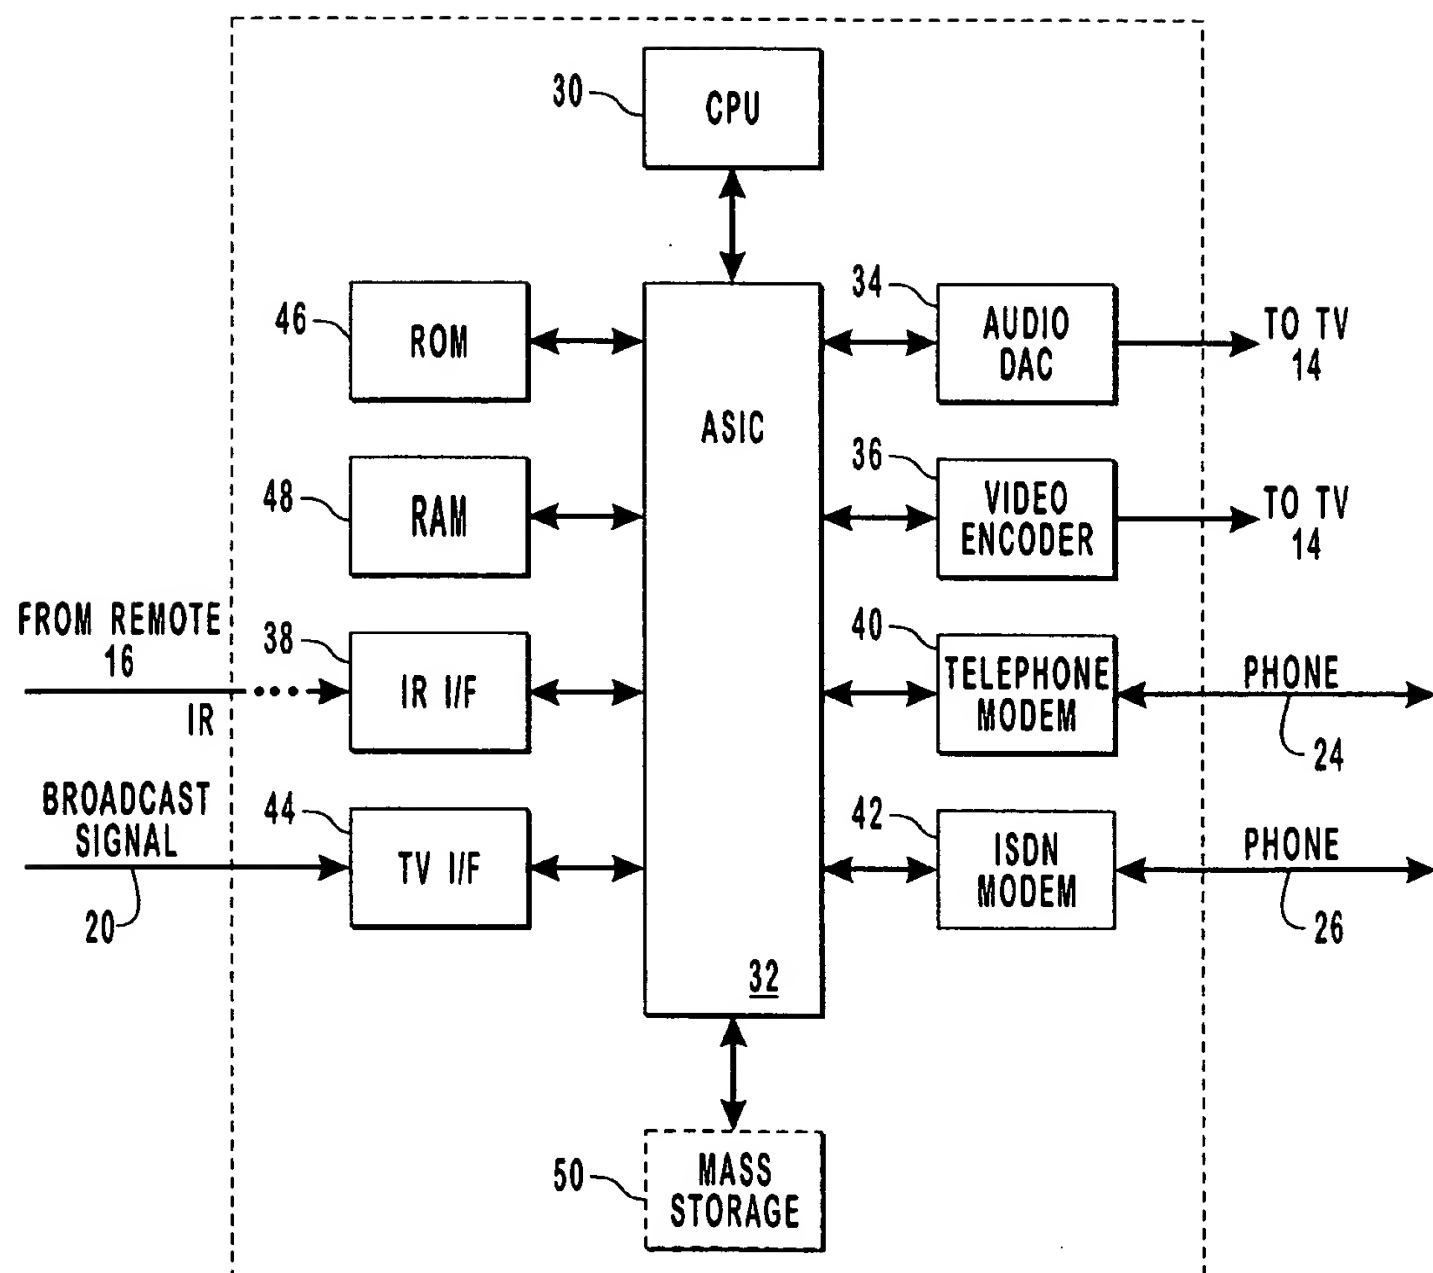 30
CPU
46
ROM
34
AUDIO
DAC
TO TV
14
ASIC
48
RAM
36
VIDEO
ENCODER
TO TV
14
FROM REMOTE
16
IR
38
IR I/F
40
TELEPHONE
MODEM
PHONE
24
BROADCAST
SIGNAL
20
44
TV I/F
42
ISDN
MODEM
PHONE
26
32
50
MASS
STORAGE